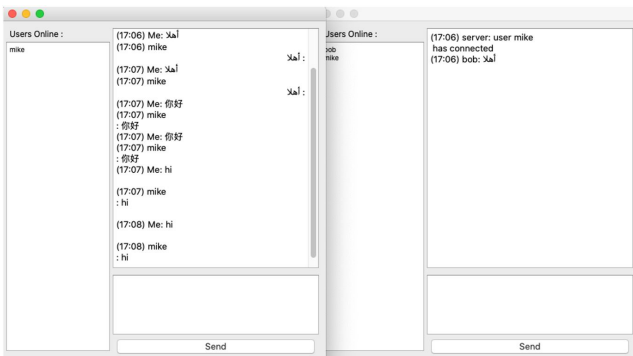 Users Online :
mike
(17:06) Me: أهلا
(17:06) mike
: أهلا
(17:07) Me: أهلا
(17:07) mike
: أهلا
(17:07) Me: 你好
(17:07) mike
: 你好
(17:07) Me: 你好
(17:07) mike
: 你好
(17:07) Me: hi
(17:07) mike
: hi
(17:08) Me: hi
(17:08) mike
: hi
Send
Users Online :
bob
mike
(17:06) server: user mike
has connected
(17:06) bob: أهلا
Send